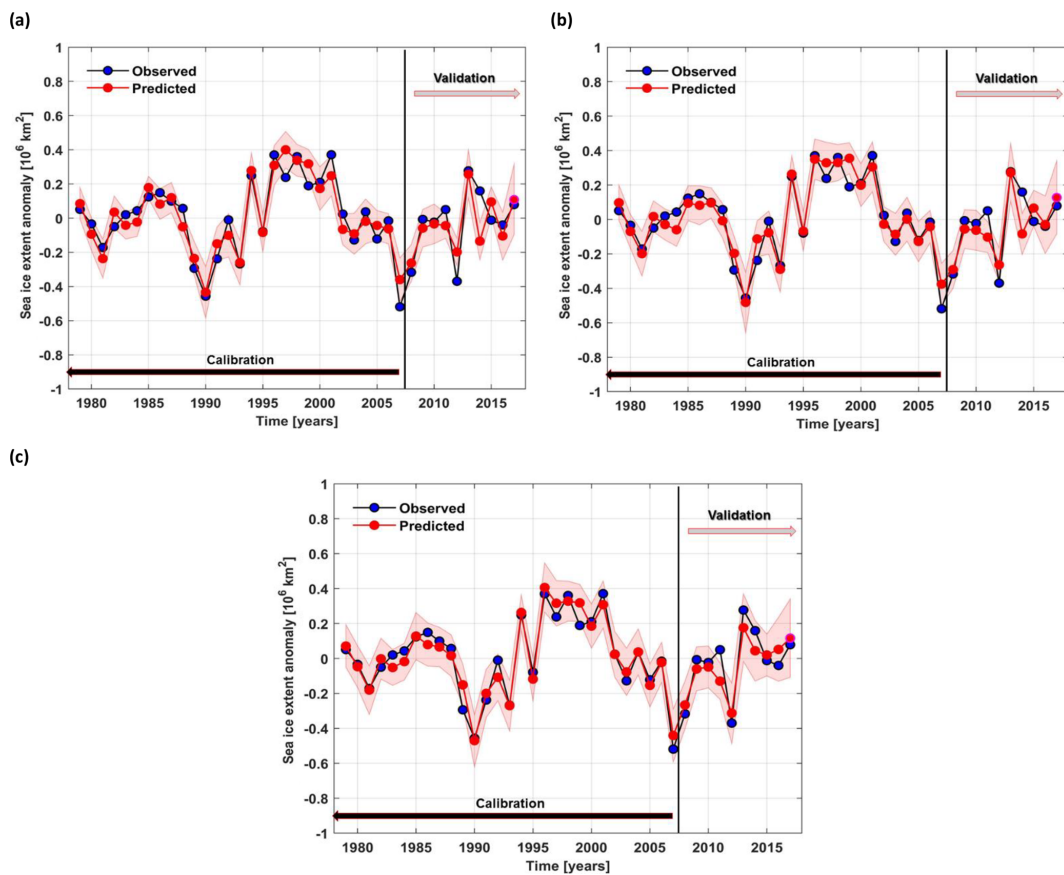 (a)
1
0.8
0.6
0.4
0.2
0
-0.2
-0.4
-0.6
-0.8
-1
Sea ice extent anomaly [10⁶ km²]
Observed
Predicted
Validation
Calibration
1980 1985 1990 1995 2000 2005 2010 2015
Time [years]
(b)
1
0.8
0.6
0.4
0.2
0
-0.2
-0.4
-0.6
-0.8
-1
Sea ice extent anomaly [10⁶ km²]
Observed
Predicted
Validation
Calibration
1980 1985 1990 1995 2000 2005 2010 2015
Time [years]
(c)
1
0.8
0.6
0.4
0.2
0
-0.2
-0.4
-0.6
-0.8
-1
Sea ice extent anomaly [10⁶ km²]
Observed
Predicted
Validation
Calibration
1980 1985 1990 1995 2000 2005 2010 2015
Time [years]